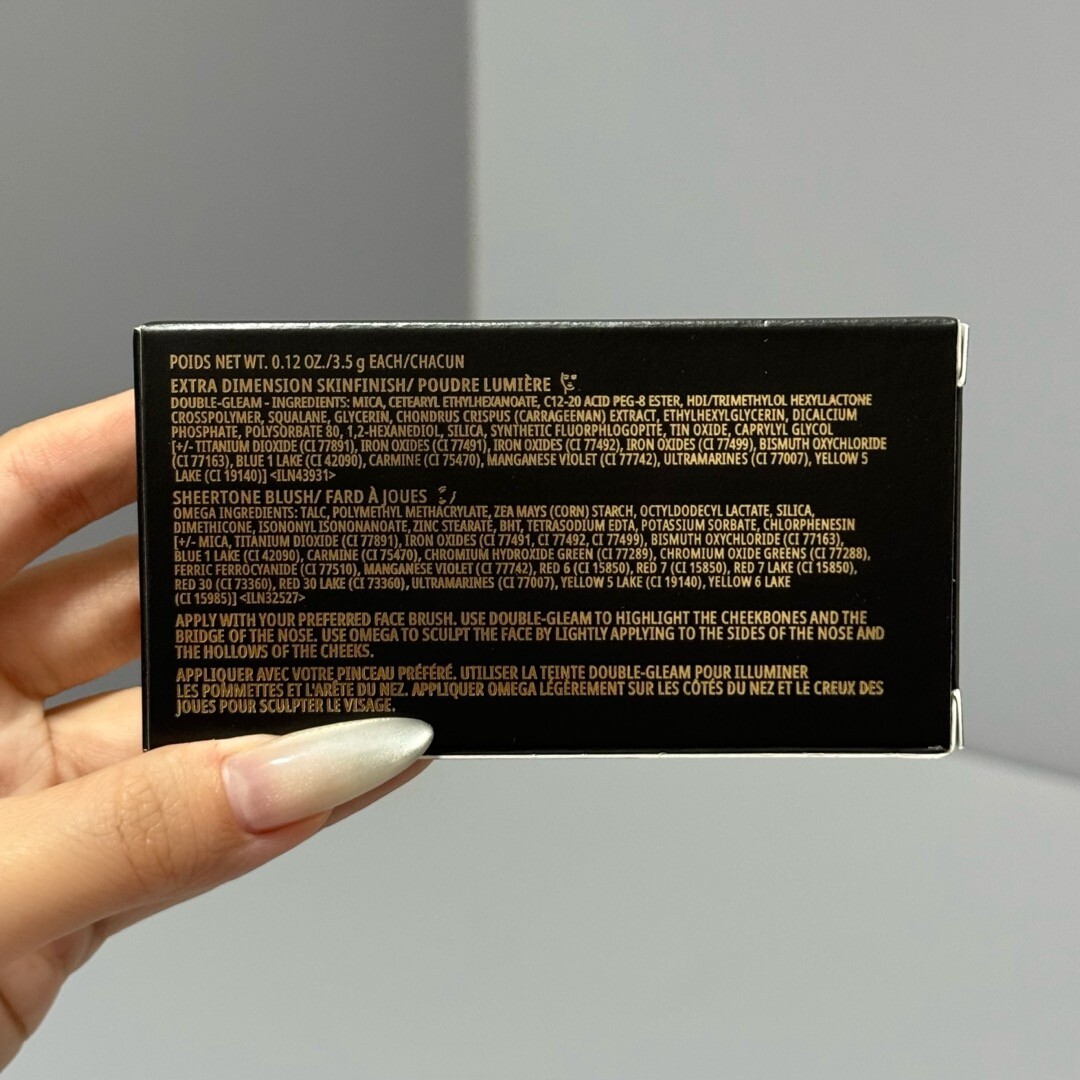 POIDS NET WT. 0.12 OZ./3.5 g EACH/CHACUN
EXTRA DIMENSION SKINFINISH/ POUDRE LUMIÈRE
DOUBLE-GLEAM - INGREDIENTS: MICA, CETEARYL ETHYLHEXANOATE, C12-20 ACID PEG-8 ESTER, HDI/TRIMETHYLOL HEXYLLACTONE
CROSSPOLYMER, SQUALANE, GLYCERIN, CHONDRUS CRISPUS (CARRAGEENAN) EXTRACT, ETHYLHEXYLGLYCERIN, DICALCIUM
PHOSPHATE, POLYSORBATE 80, 1,2-HEXANEDIOL, SILICA, SYNTHETIC FLUORPHLOGOPITE, TIN OXIDE, CAPRYLYL GLYCOL
[+/- TITANIUM DIOXIDE (CI 77891), IRON OXIDES (CI 77491), IRON OXIDES (CI 77492), IRON OXIDES (CI 77499), BISMUTH OXYCHLORIDE
(CI 77163), BLUE 1 LAKE (CI 42090), CARMINE (CI 75470), MANGANESE VIOLET (CI 77742), ULTRAMARINES (CI 77007), YELLOW 5
LAKE (CI 19140)] <ILN43931>
SHEERTONE BLUSH/ FARD À JOUES
OMEGA INGREDIENTS: TALC, POLYMETHYL METHACRYLATE, ZEA MAYS (CORN) STARCH, OCTYLDODECYL LACTATE, SILICA,
DIMETHICONE, ISONONYL ISONONANOATE, ZINC STEARATE, BHT, TETRASODIUM EDTA, POTASSIUM SORBATE, CHLORPHENESIN
[+/- MICA, TITANIUM DIOXIDE (CI 77891), IRON OXIDES (CI 77491, CI 77492, CI 77499), BISMUTH OXYCHLORIDE (CI 77163),
BLUE 1 LAKE (CI 42090), CARMINE (CI 75470), CHROMIUM HYDROXIDE GREEN (CI 77289), CHROMIUM OXIDE GREENS (CI 77288),
FERRIC FERROCYANIDE (CI 77510), MANGANESE VIOLET (CI 77742), RED 6 (CI 15850), RED 7 (CI 15850), RED 7 LAKE (CI 15850),
RED 30 (CI 73360), RED 30 LAKE (CI 73360), ULTRAMARINES (CI 77007), YELLOW 5 LAKE (CI 19140), YELLOW 6 LAKE
(CI 15985)] <ILN32527>
APPLY WITH YOUR PREFERRED FACE BRUSH. USE DOUBLE-GLEAM TO HIGHLIGHT THE CHEEKBONES AND THE
BRIDGE OF THE NOSE. USE OMEGA TO SCULPT THE FACE BY LIGHTLY APPLYING TO THE SIDES OF THE NOSE AND
THE HOLLOWS OF THE CHEEKS.
APPLIQUER AVEC VOTRE PINCEAU PRÉFÉRÉ. UTILISER LA TEINTE DOUBLE-GLEAM POUR ILLUMINER
LES POMMETTES ET L'ARÊTE DU NEZ. APPLIQUER OMEGA LÉGÈREMENT SUR LES CÔTÉS DU NEZ ET LE CREUX DES
JOUES POUR SCULPTER LE VISAGE.